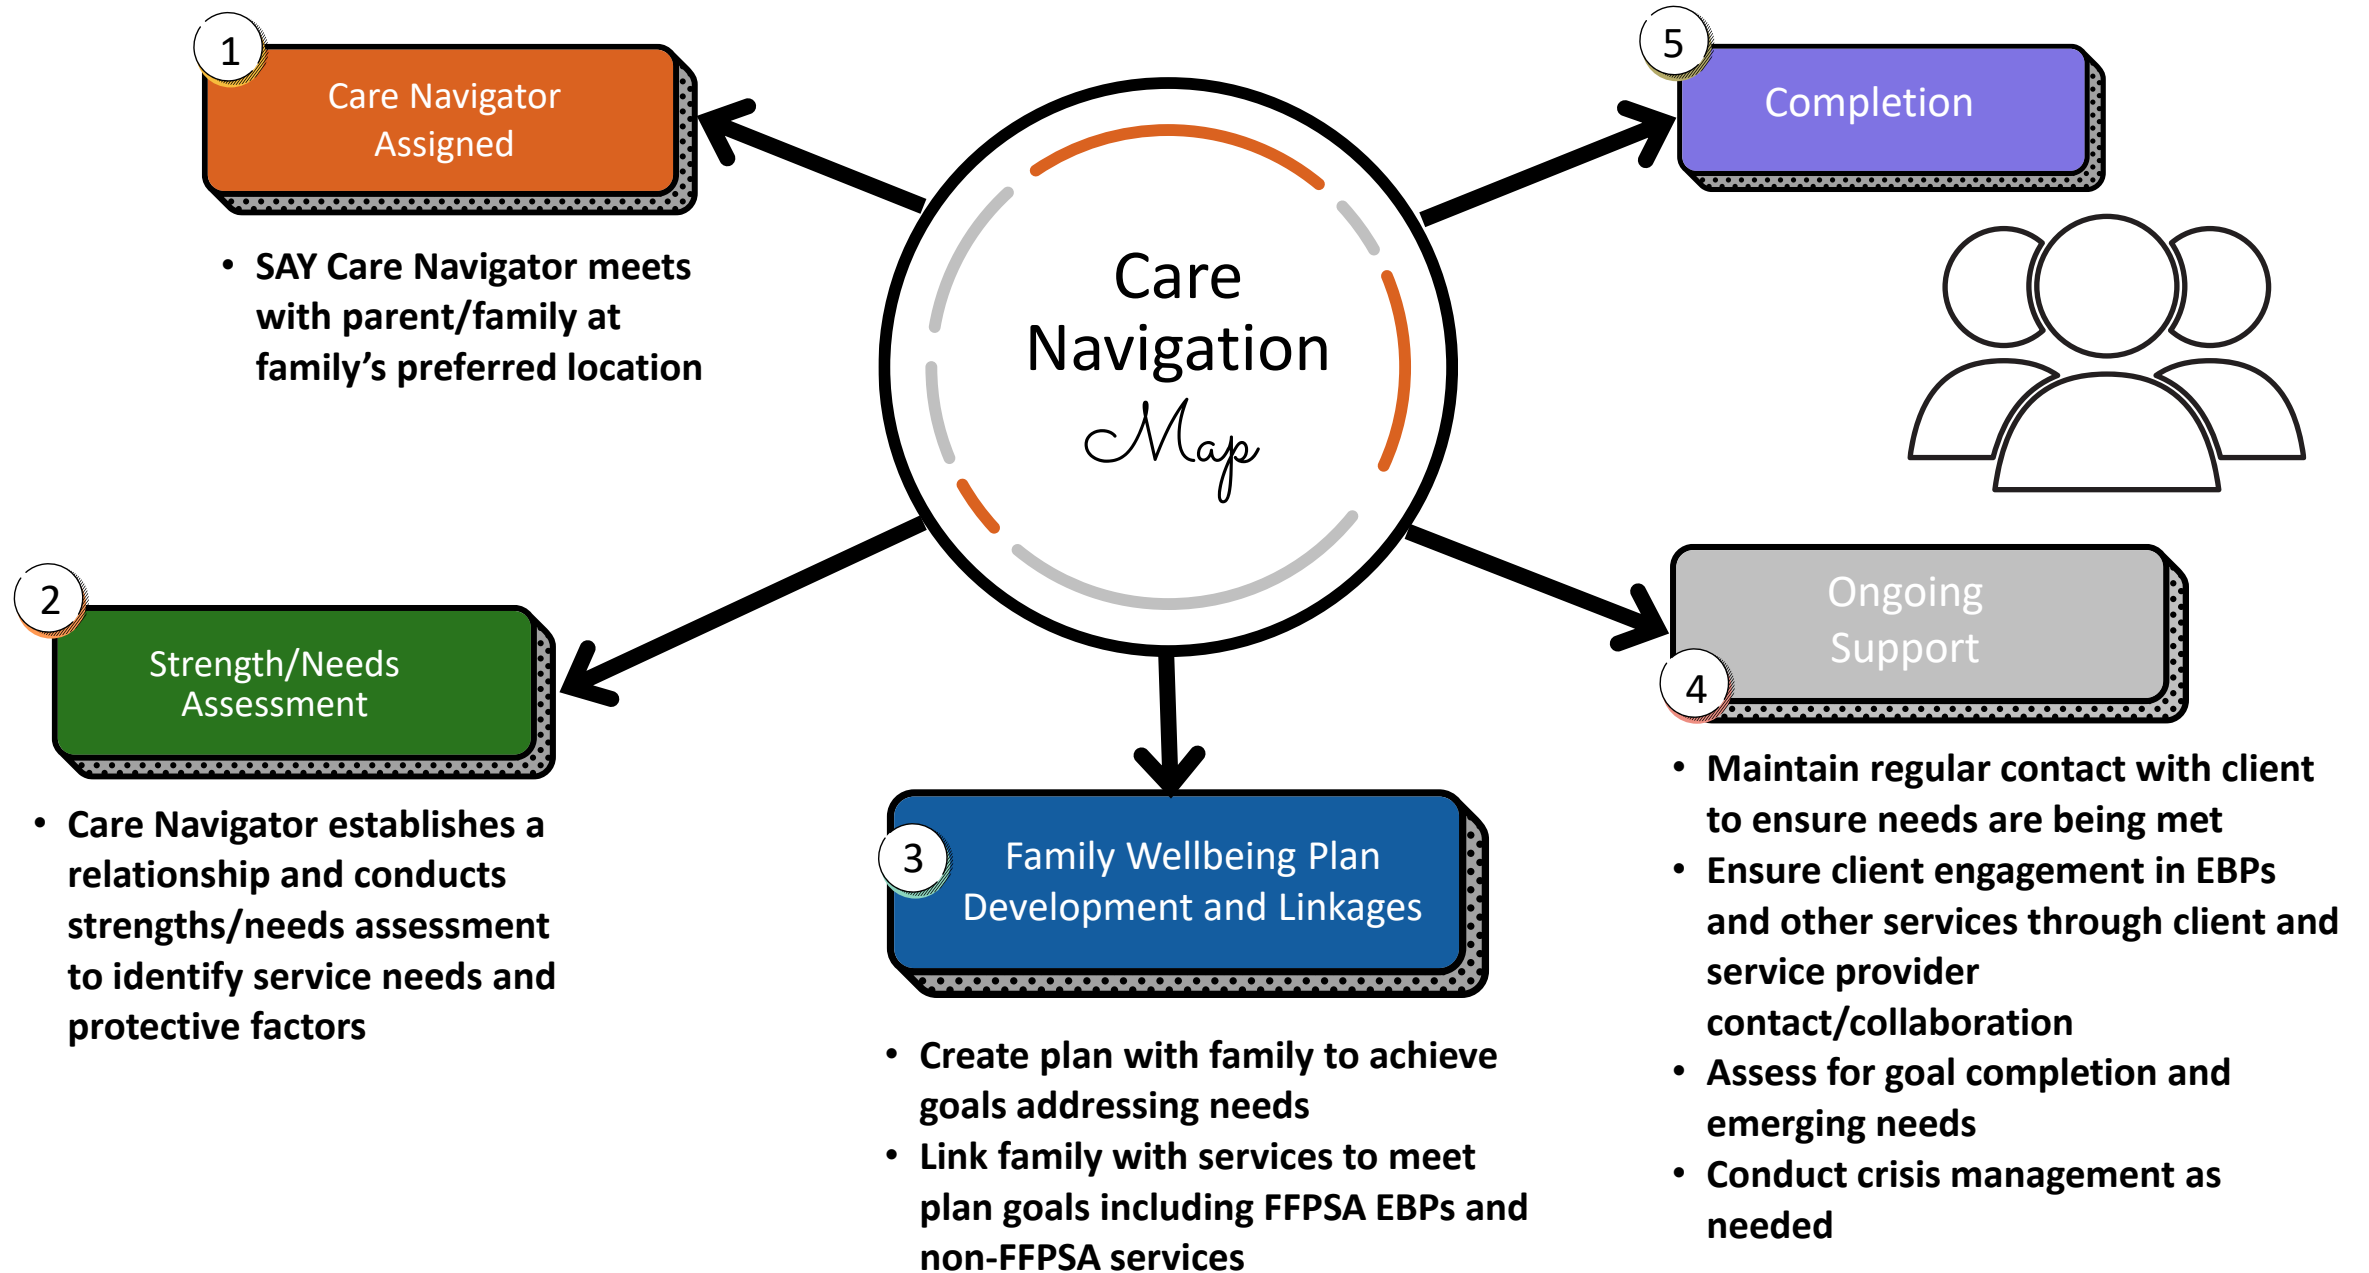 1
Care Navigator
Assigned
• SAY Care Navigator meets
with parent/family at
family’s preferred location
Care
Navigation
Map
5
Completion
2
Strength/Needs
Assessment
• Care Navigator establishes a
relationship and conducts
strengths/needs assessment
to identify service needs and
protective factors
3
Family Wellbeing Plan
Development and Linkages
• Create plan with family to achieve
goals addressing needs
• Link family with services to meet
plan goals including FFPSA EBPs and
non-FFPSA services
Ongoing
Support
4
• Maintain regular contact with client
to ensure needs are being met
• Ensure client engagement in EBPs
and other services through client and
service provider
contact/collaboration
• Assess for goal completion and
emerging needs
• Conduct crisis management as
needed